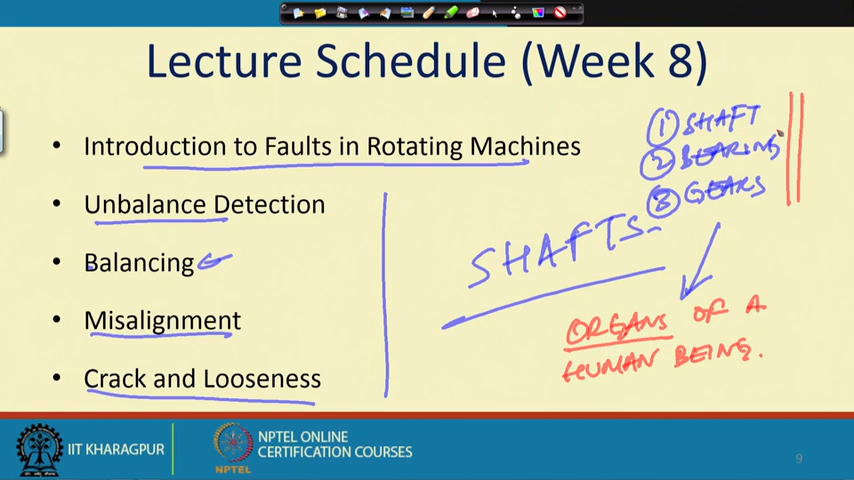 Lecture Schedule (Week 8)
• Introduction to Faults in Rotating Machines
• Unbalance Detection
• Balancing
• Misalignment
• Crack and Looseness
① SHAFT
② BEARING
③ GEARS
SHAFTS
ORGANS OF A
HUMAN BEING.
IIT KHARAGPUR
NPTEL
NPTEL ONLINE
CERTIFICATION COURSES
9